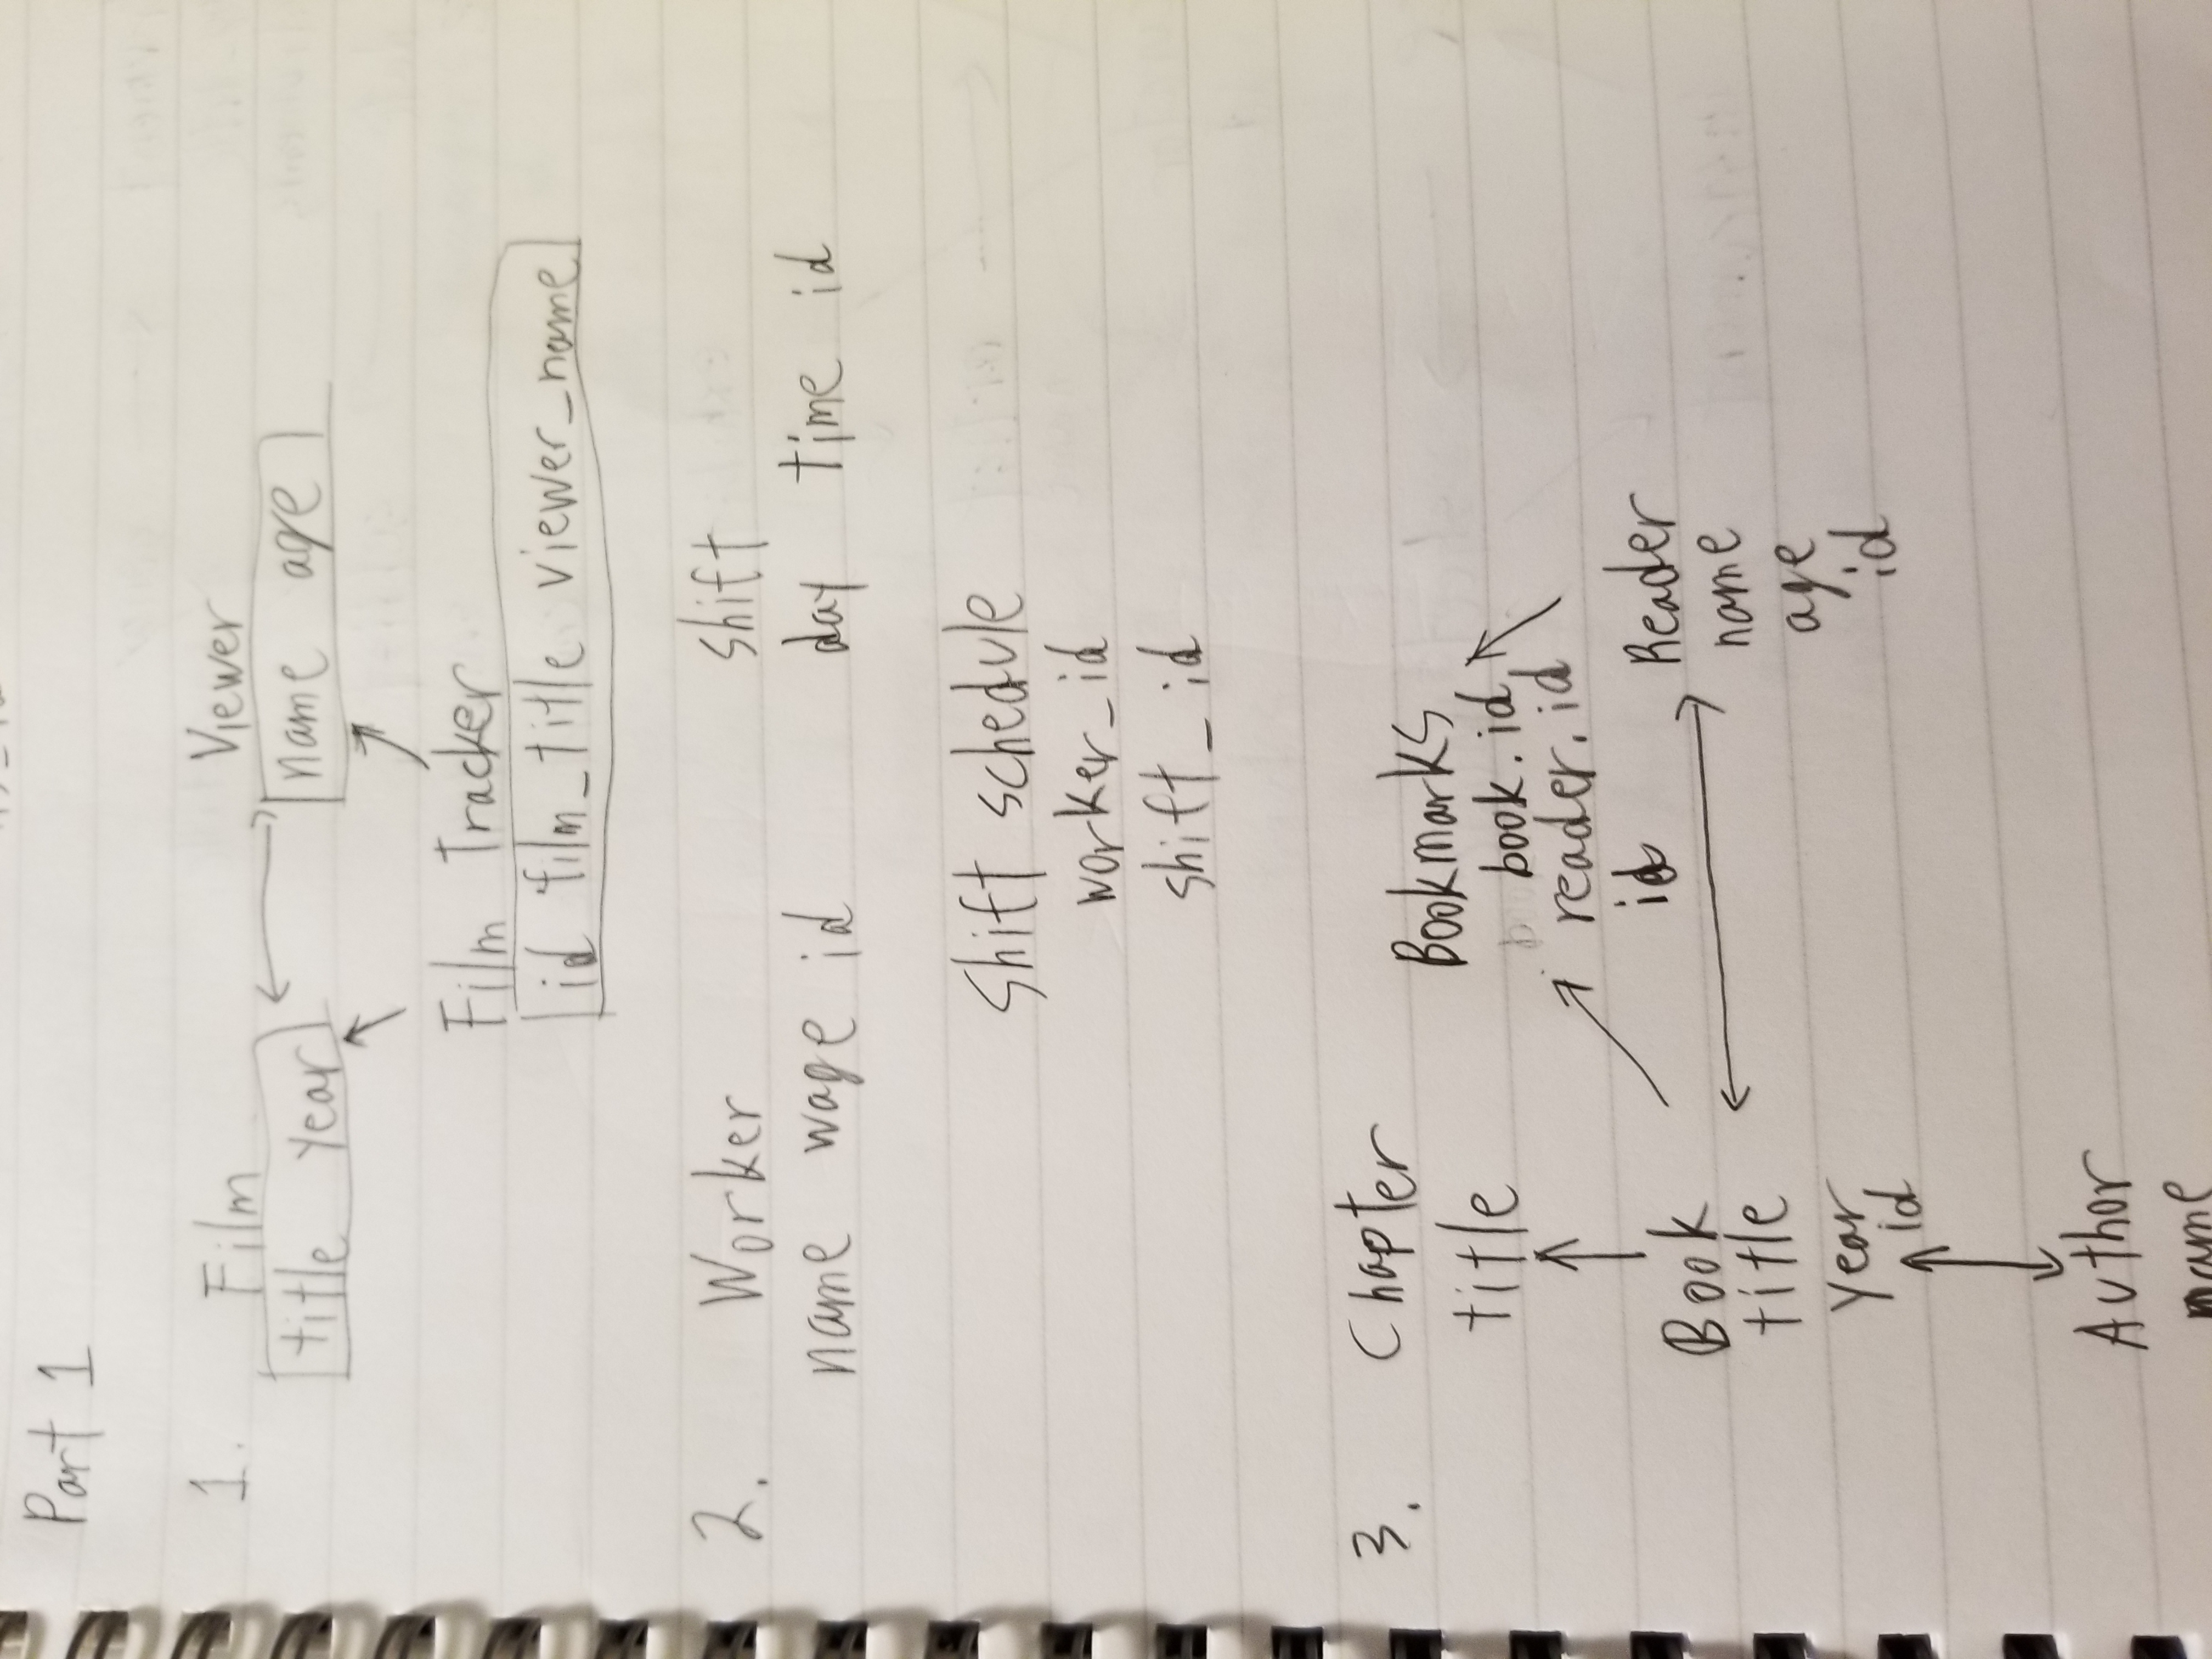 Part 1
1. Film Viewer
title year name age
Film Tracker
id film_title viewer_name
2. Worker shift
name wage id day time id
Shift schedule
worker_id
shift_id
3. Chapter
title
Bookmarks
book.id
reader.id
id
Book
title
year
id
Reader
name
age
id
Author
name